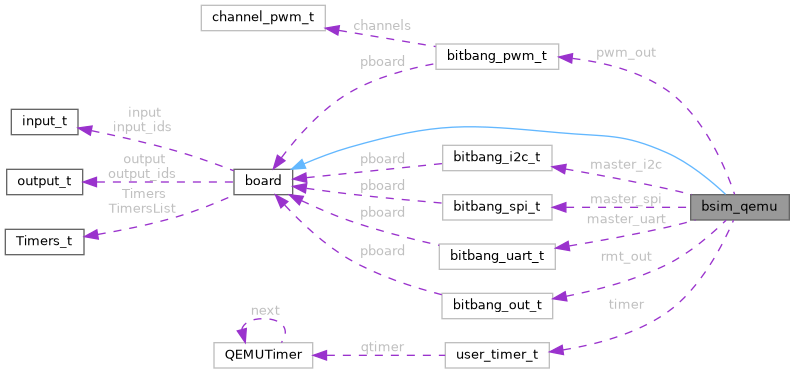 channel_pwm_t
channels
bitbang_pwm_t
pwm_out
pboard
input_t
input
input_ids
output_t
output
output_ids
Timers_t
Timers
TimersList
board
pboard
bitbang_i2c_t
master_i2c
pboard
bitbang_spi_t
master_spi
bsim_qemu
pboard
bitbang_uart_t
master_uart
pboard
bitbang_out_t
rmt_out
next
QEMUTimer
qtimer
user_timer_t
timer